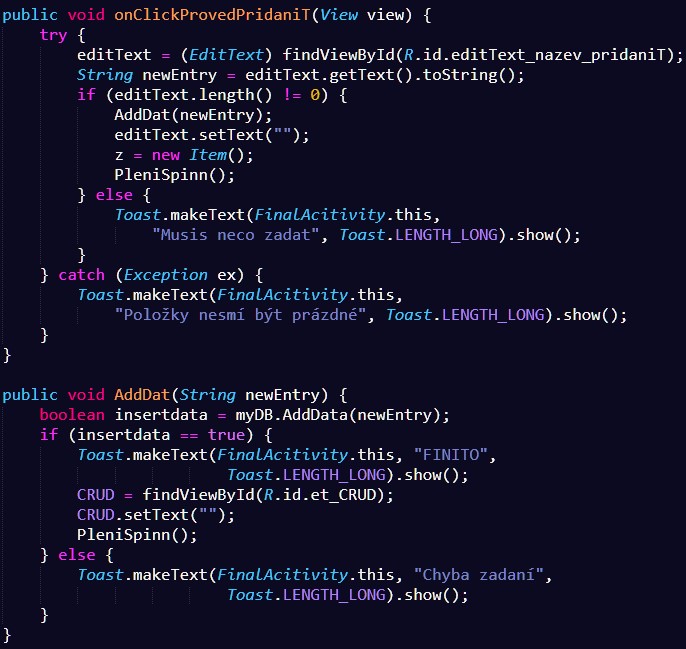 public void onClickProvedPridaniT(View view) {
try {
editText = (EditText) findViewById(R.id.editText_nazev_pridaniT);
String newEntry = editText.getText().toString();
if (editText.length() != 0) {
AddDat(newEntry);
editText.setText("");
z = new Item();
PleniSpinn();
} else {
Toast.makeText(FinalAcitivity.this,
"Musis neco zadat", Toast.LENGTH_LONG).show();
}
} catch (Exception ex) {
Toast.makeText(FinalAcitivity.this,
"Položky nesmí být prázdné", Toast.LENGTH_LONG).show();
}
}
public void AddDat(String newEntry) {
boolean insertdata = myDB.AddData(newEntry);
if (insertdata == true) {
Toast.makeText(FinalAcitivity.this, "FINITO",
Toast.LENGTH_LONG).show();
CRUD = findViewById(R.id.et_CRUD);
CRUD.setText("");
PleniSpinn();
} else {
Toast.makeText(FinalAcitivity.this, "Chyba zadaní",
Toast.LENGTH_LONG).show();
}
}